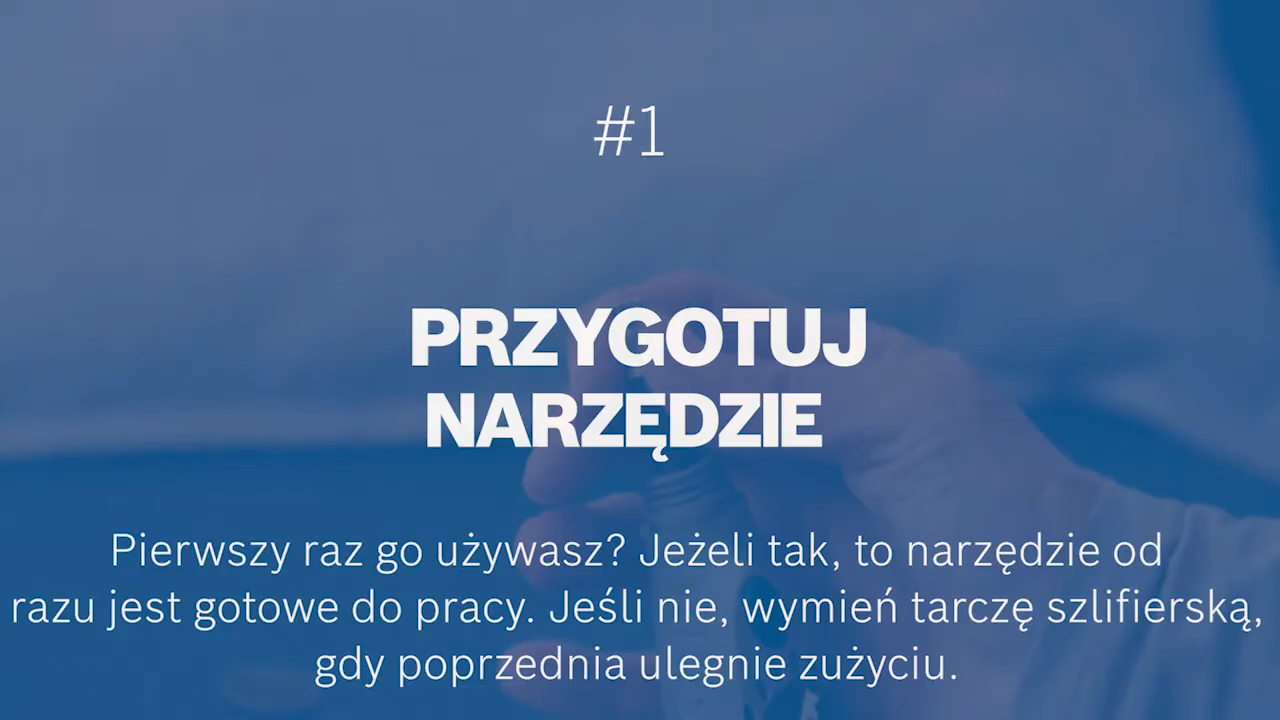 #1
PRZYGOTUJ
NARZĘDZIE
Pierwszy raz go używasz? Jeżeli tak, to narzędzie od
razu jest gotowe do pracy. Jeśli nie, wymień tarczę szlifierską,
gdy poprzednia ulegnie zużyciu.